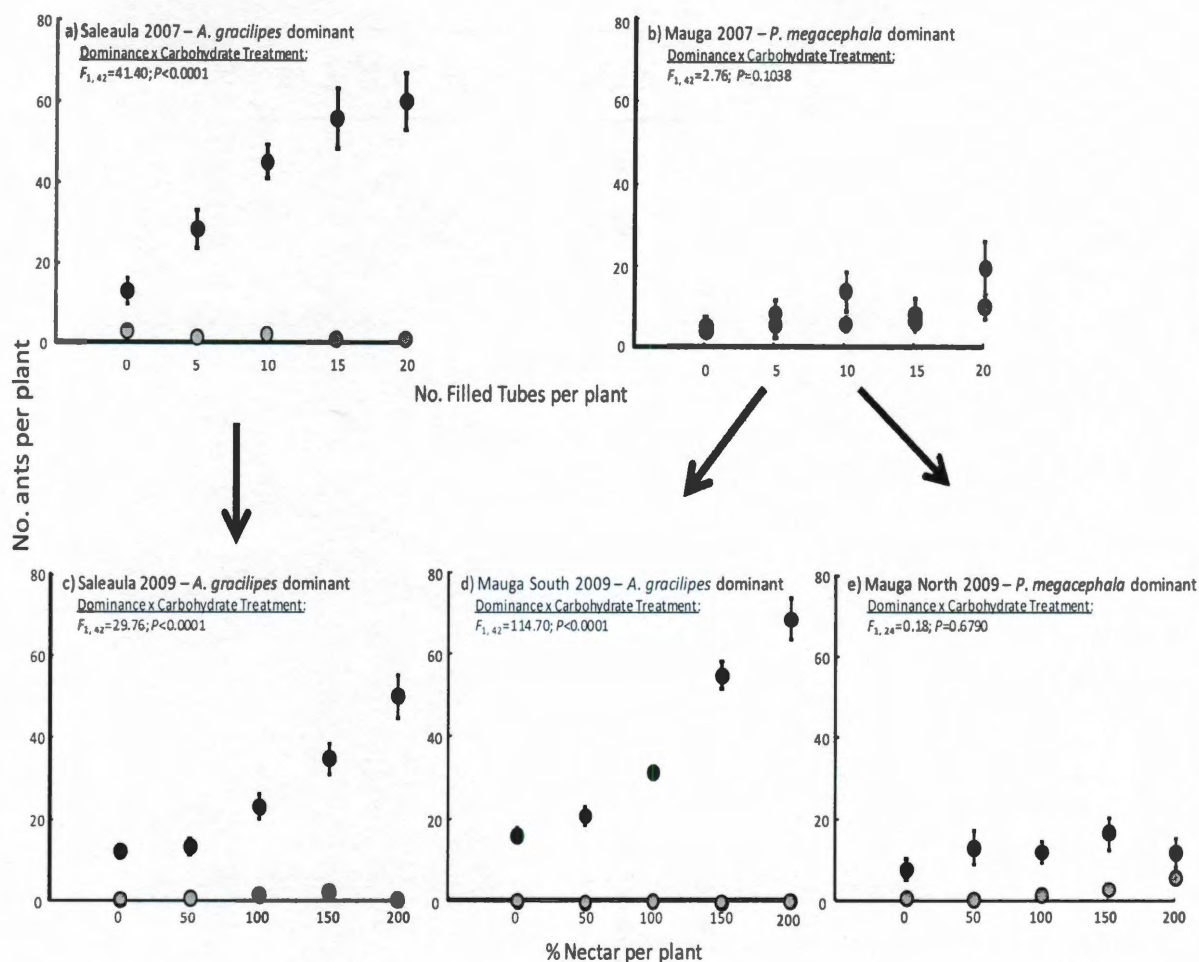 80
60
40
20
0
a) Saleaula 2007 – A. gracilipes dominant
Dominance x Carbohydrate Treatment:
F1, 42=41.40; P<0.0001
0 5 10 15 20
80
60
40
20
0
b) Mauga 2007 – P. megacephala dominant
Dominance x Carbohydrate Treatment:
F1, 42=2.76; P=0.1038
0 5 10 15 20
No. Filled Tubes per plant
No. ants per plant
80
60
40
20
0
c) Saleaula 2009 – A. gracilipes dominant
Dominance x Carbohydrate Treatment:
F1, 42=29.76; P<0.0001
0 50 100 150 200
80
60
40
20
0
d) Mauga South 2009 – A. gracilipes dominant
Dominance x Carbohydrate Treatment:
F1, 42=114.70; P<0.0001
0 50 100 150 200
80
60
40
20
0
e) Mauga North 2009 – P. megacephala dominant
Dominance x Carbohydrate Treatment:
F1, 24=0.18; P=0.6790
0 50 100 150 200
% Nectar per plant